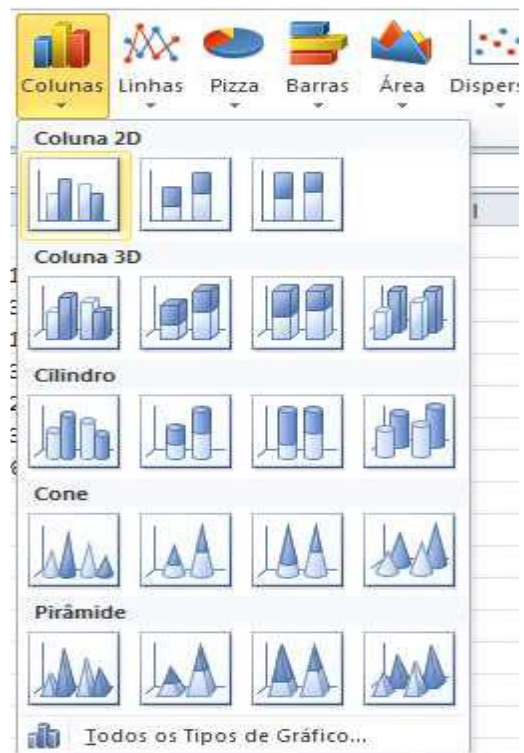 Colunas Linhas Pizza Barras Área Dispers
Coluna 2D
I
Coluna 3D
Cilindro
Cone
Pirâmide
Todos os Tipos de Gráfico...